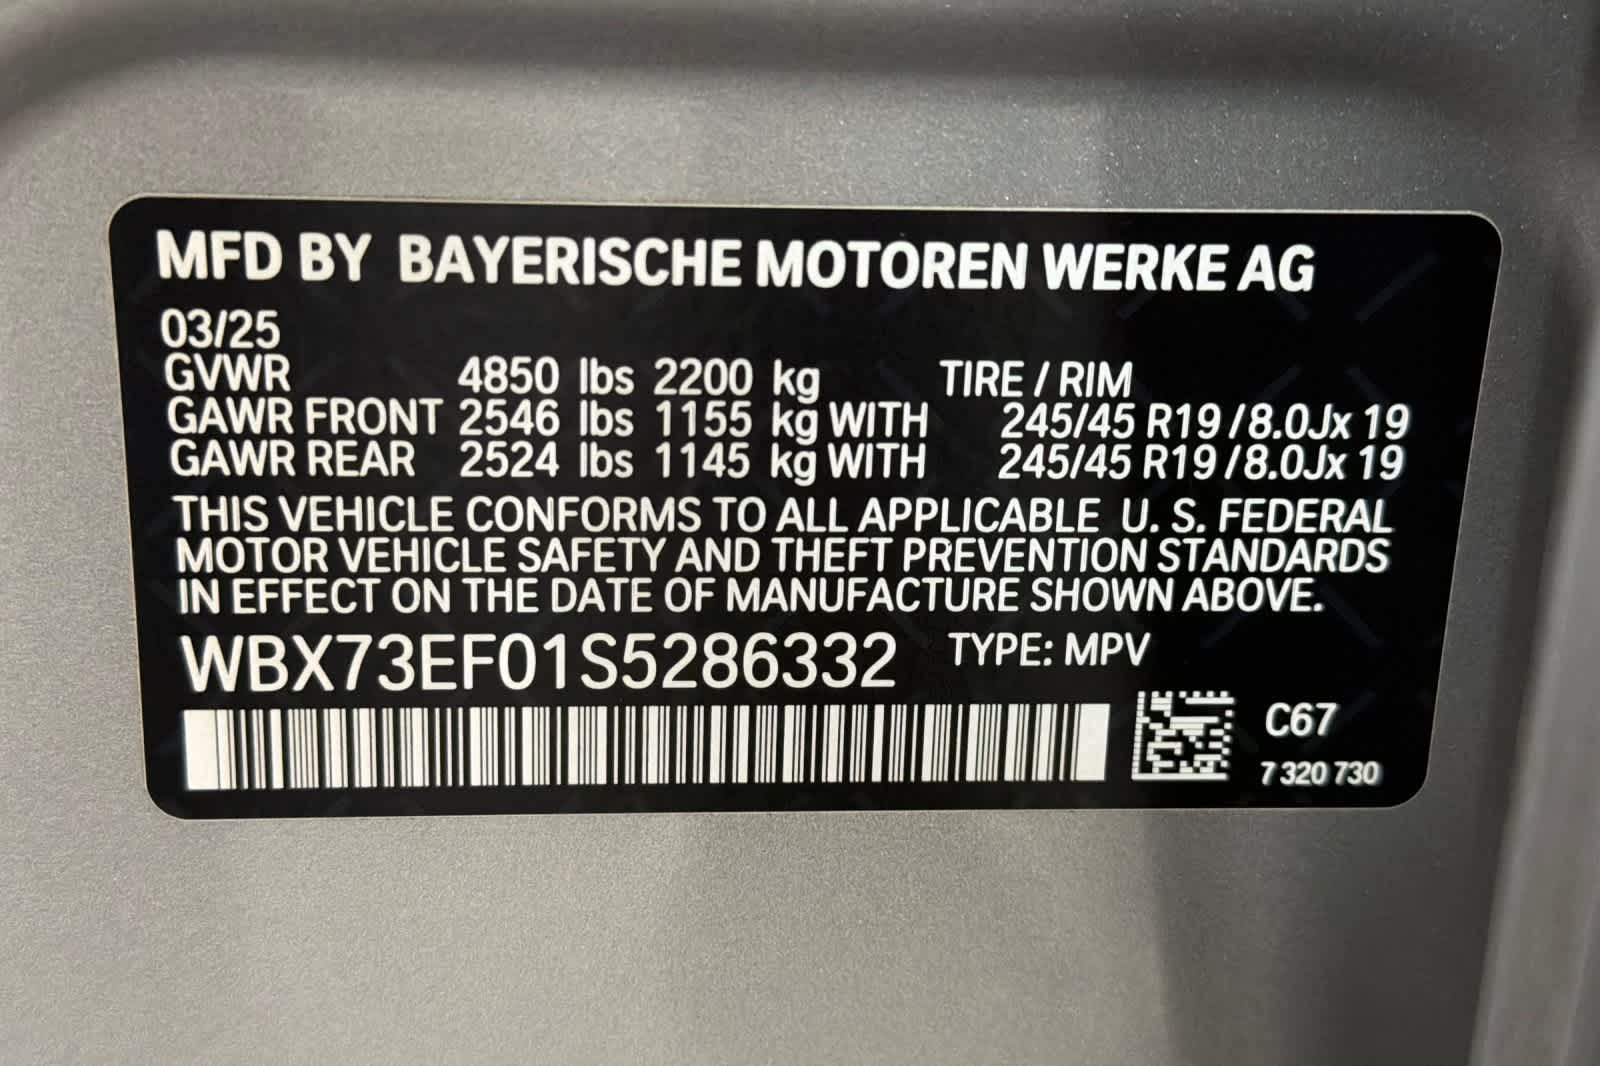 MFD BY BAYERISCHE MOTOREN WERKE AG
03/25
GVWR 4850 lbs 2200 kg TIRE / RIM
GAWR FRONT 2546 lbs 1155 kg WITH 245/45 R19 /8.0Jx 19
GAWR REAR 2524 lbs 1145 kg WITH 245/45 R19 /8.0Jx 19
THIS VEHICLE CONFORMS TO ALL APPLICABLE U. S. FEDERAL
MOTOR VEHICLE SAFETY AND THEFT PREVENTION STANDARDS
IN EFFECT ON THE DATE OF MANUFACTURE SHOWN ABOVE.
WBX73EF01S5286332 TYPE: MPV
C67
7 320 730